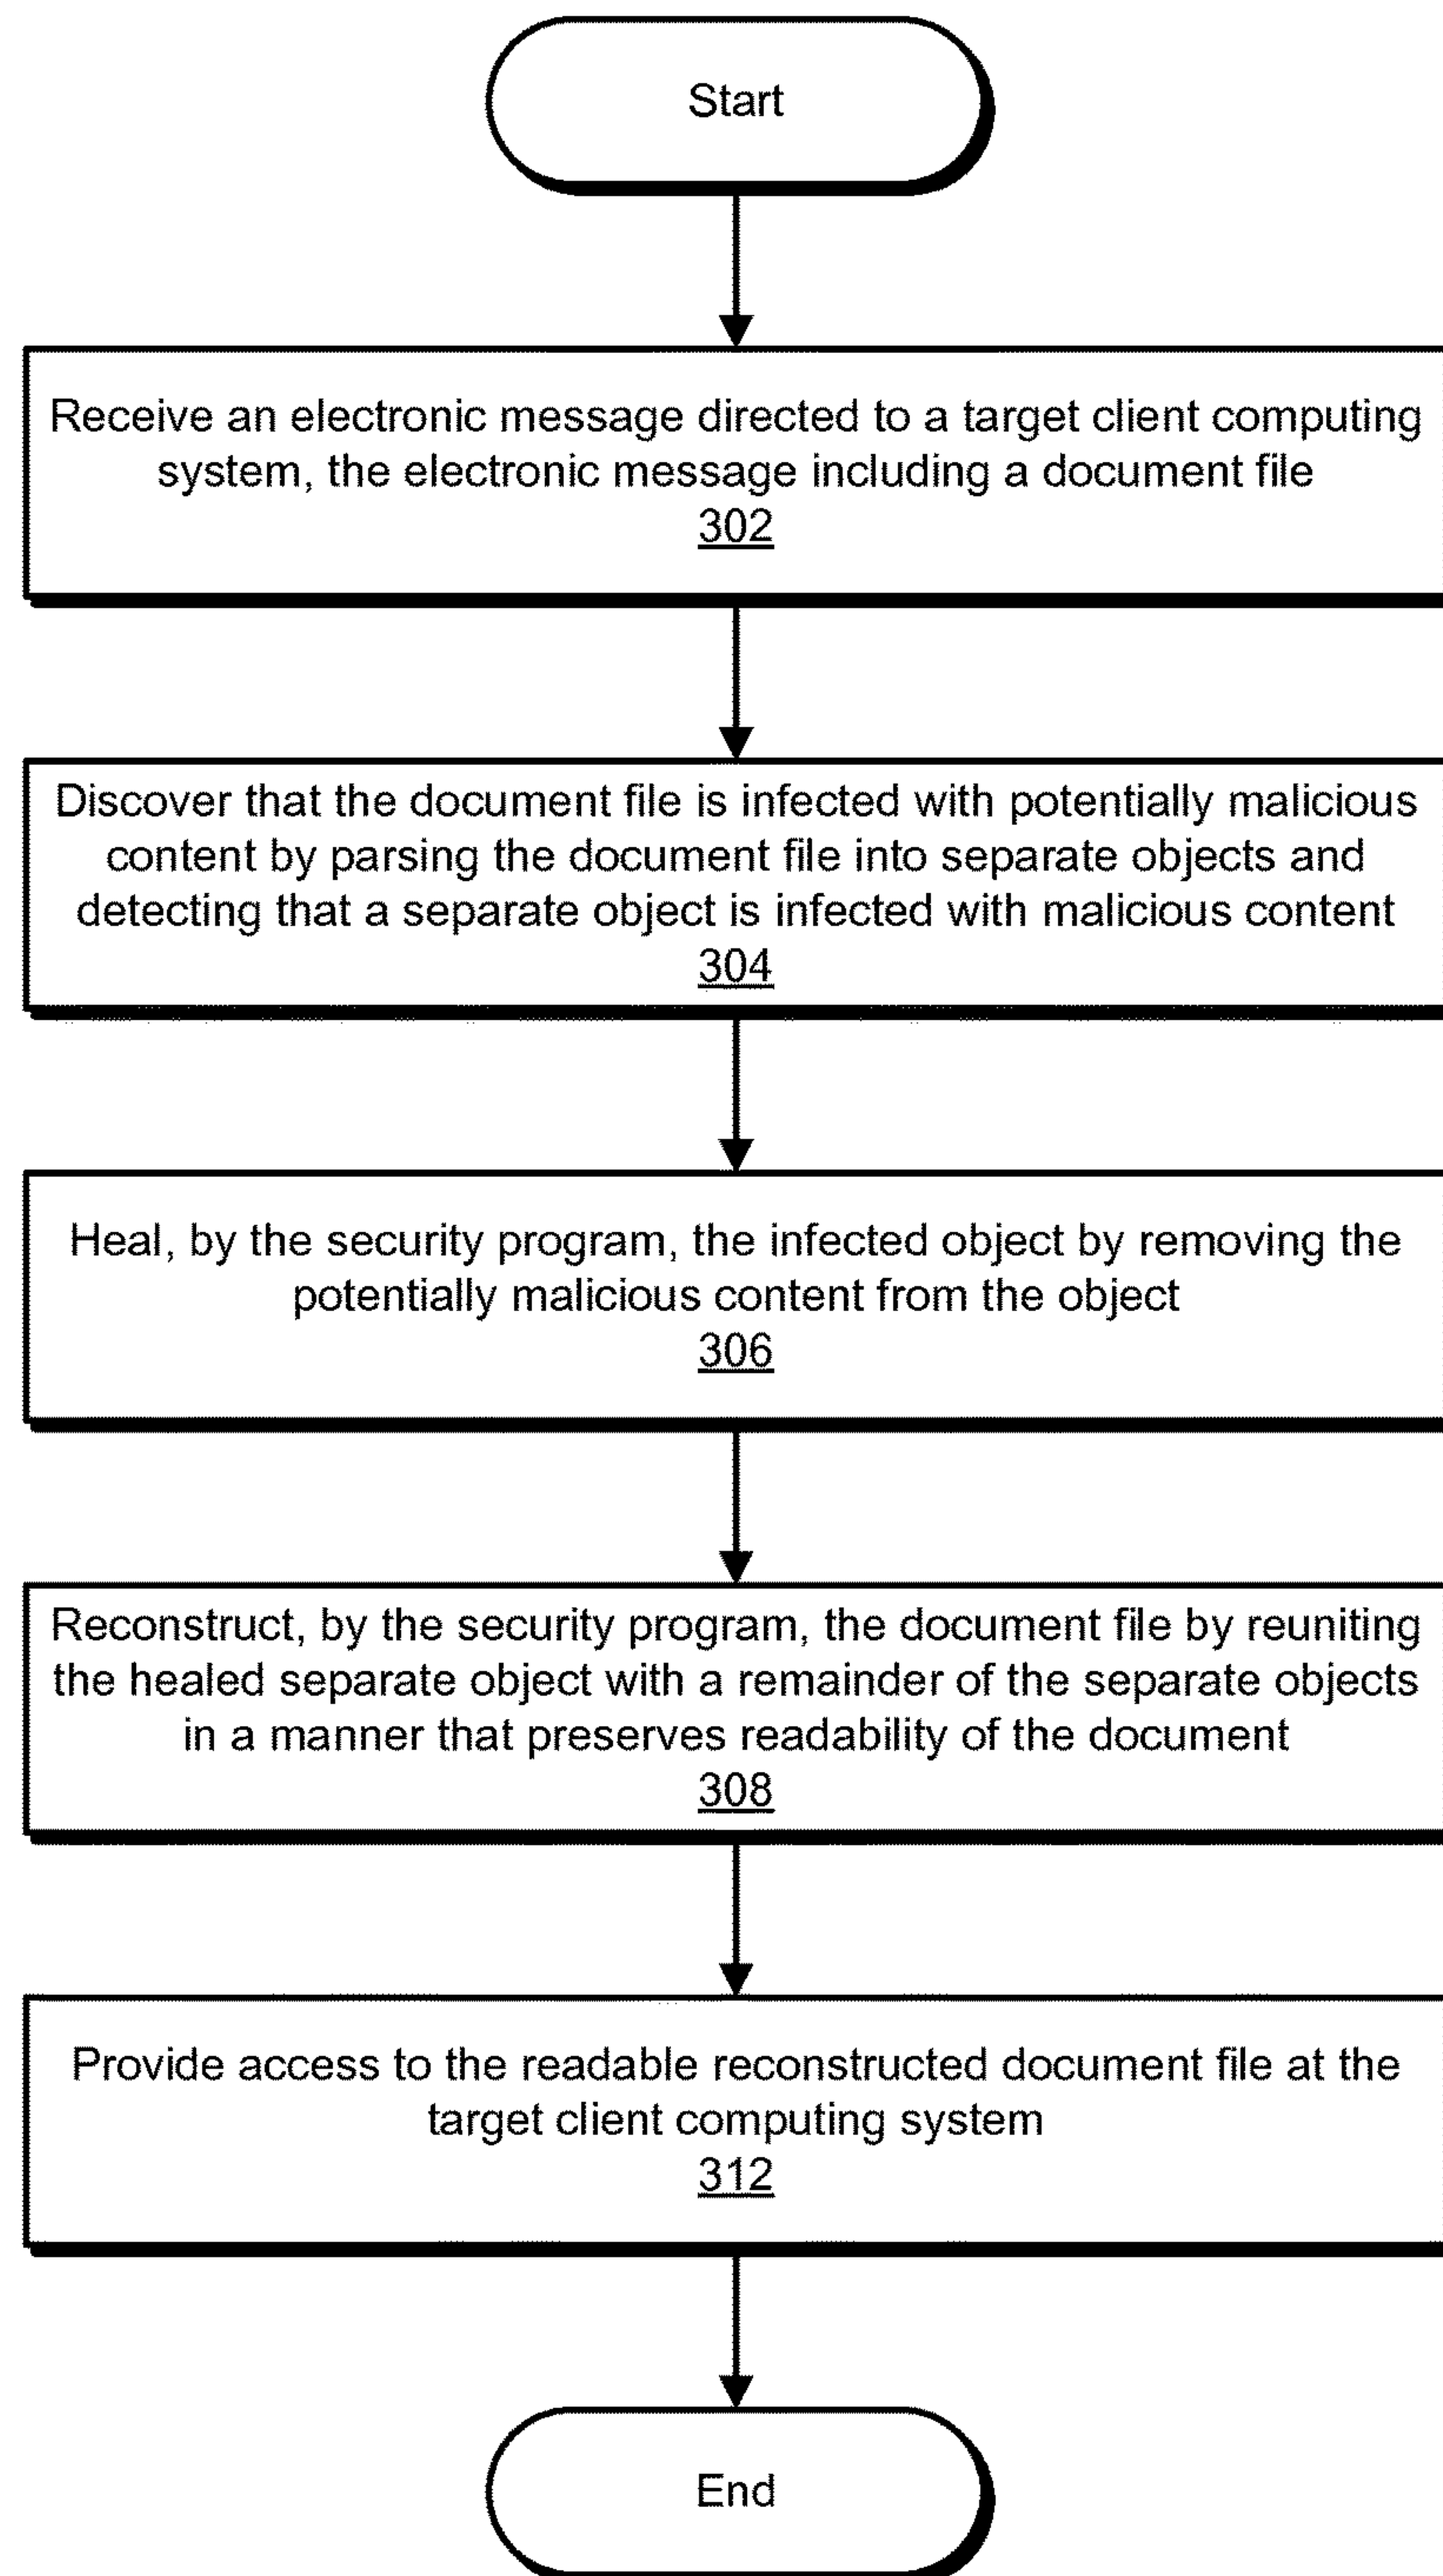 Start
Receive an electronic message directed to a target client computing
system, the electronic message including a document file
302
Discover that the document file is infected with potentially malicious
content by parsing the document file into separate objects and
detecting that a separate object is infected with malicious content
304
Heal, by the security program, the infected object by removing the
potentially malicious content from the object
306
Reconstruct, by the security program, the document file by reuniting
the healed separate object with a remainder of the separate objects
in a manner that preserves readability of the document
308
Provide access to the readable reconstructed document file at the
target client computing system
312
End